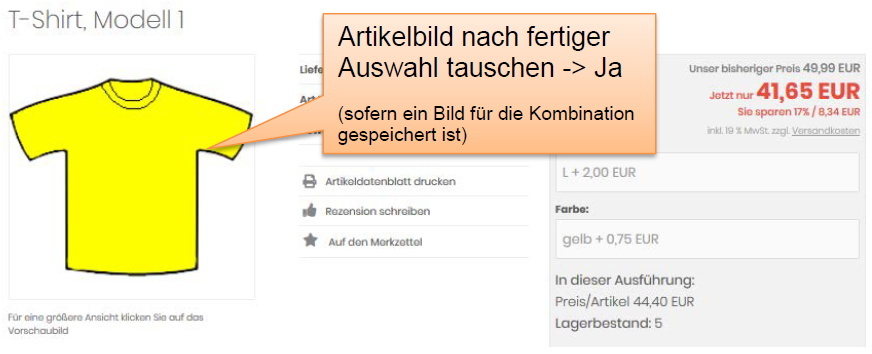 T-Shirt, Modell 1
Artikelbild nach fertiger
Auswahl tauschen -> Ja
(sofern ein Bild für die Kombination
gespeichert ist)
Für eine größere Ansicht klicken Sie auf das
Vorschaubild
Artikeldatenblatt drucken
Rezension schreiben
Auf den Merkzettel
Unser bisheriger Preis 49,99 EUR
Jetzt nur 41,65 EUR
Sie sparen 17% / 8,34 EUR
inkl. 19 % MwSt. zzgl. Versandkosten
L + 2,00 EUR
Farbe:
gelb + 0,75 EUR
In dieser Ausführung:
Preis/Artikel 44,40 EUR
Lagerbestand: 5